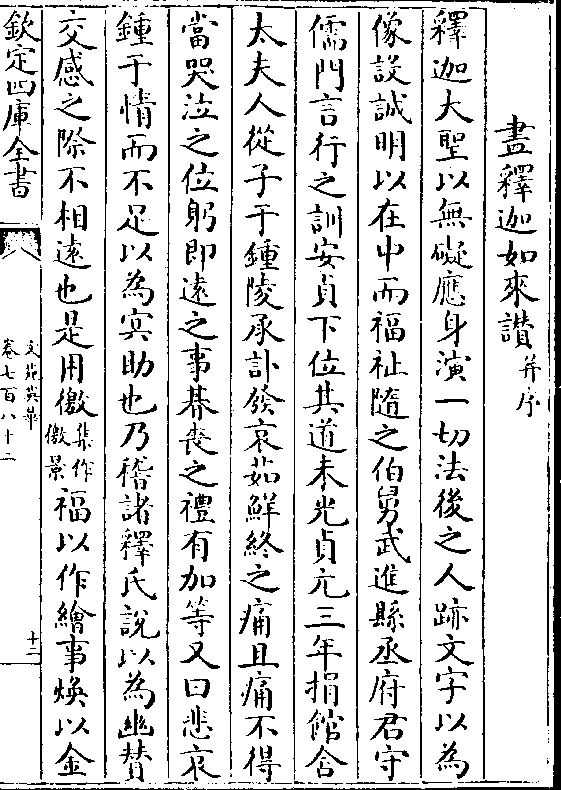 畫釋迦如來讃并序
釋迦大聖以無礙應身演一切法後之人跡文字以為
像設誠明以在中而福祉隨之伯舅武進縣丞府君守
儒門言行之訓安貞下位其道未光貞元三年捐館舍
太夫人從子于鍾陵承訃發哀茹鮮終之痛且痛不得
當哭泣之位躬即遠之事朞喪之禮有加等又曰悲哀
鍾于情而不足以為寘助也乃稽諸釋氏說以為幽賛
交感之際不相遠也是用徼集作徼景福以作繪事煥以金
欽定四庫全書
文苑英華
卷七百八十二
十二